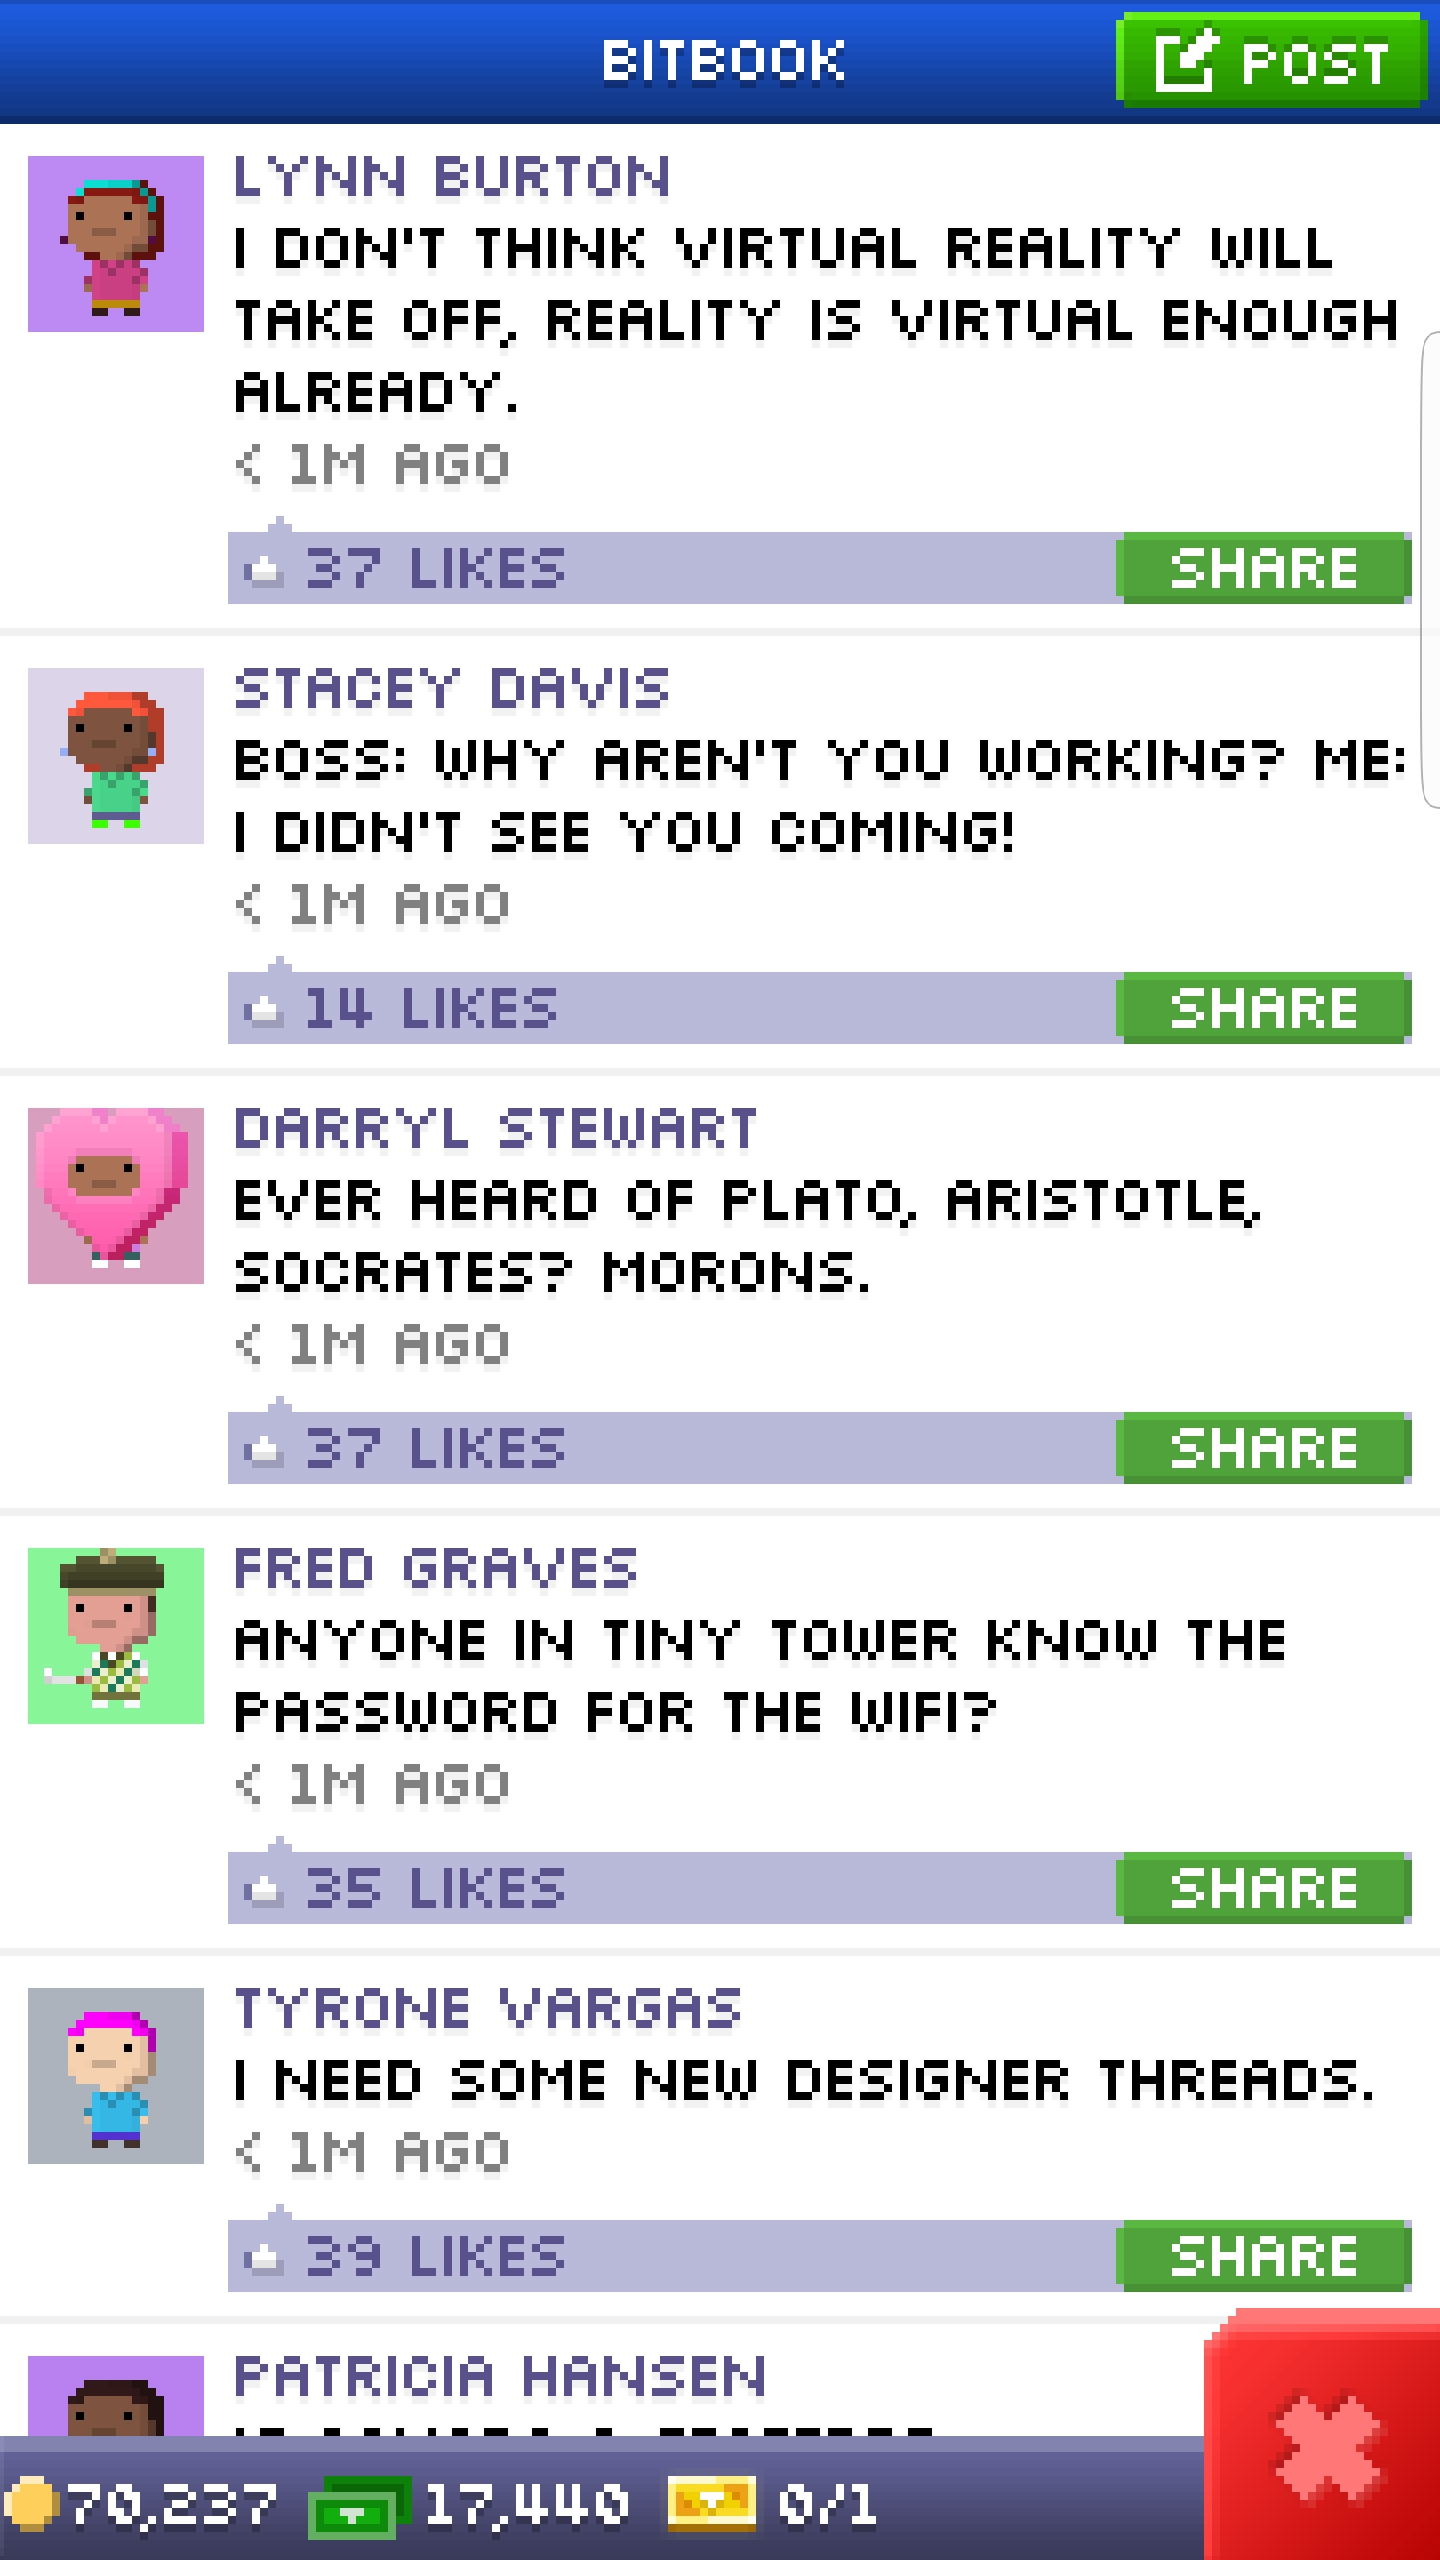 BITBOOK
POST
LYNN BURTON
I DON'T THINK VIRTUAL REALITY WILL
TAKE OFF, REALITY IS VIRTUAL ENOUGH
ALREADY.
< 1M AGO
37 LIKES
SHARE
STACEY DAVIS
BOSS: WHY AREN'T YOU WORKING? ME:
I DIDN'T SEE YOU COMING!
< 1M AGO
14 LIKES
SHARE
DARRYL STEWART
EVER HEARD OF PLATO, ARISTOTLE,
SOCRATES? MORONS.
< 1M AGO
37 LIKES
SHARE
FRED GRAVES
ANYONE IN TINY TOWER KNOW THE
PASSWORD FOR THE WIFI?
< 1M AGO
35 LIKES
SHARE
TYRONE VARGAS
I NEED SOME NEW DESIGNER THREADS.
< 1M AGO
39 LIKES
SHARE
PATRICIA HANSEN
70,237
17,440
0/1